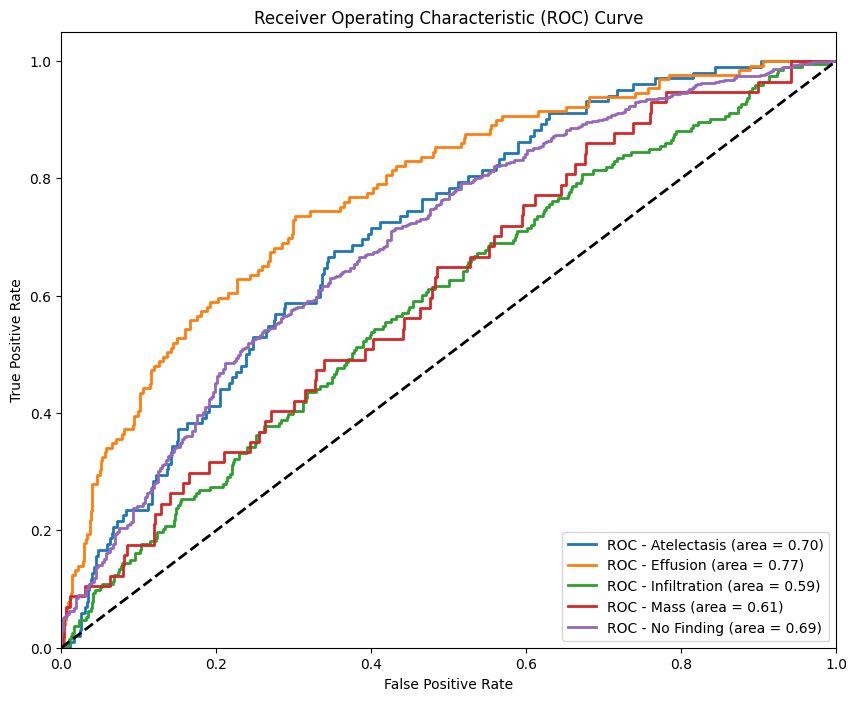 Receiver Operating Characteristic (ROC) Curve
True Positive Rate
1.0
0.8
0.6
0.4
0.2
0.0
ROC - Atelectasis (area = 0.70)
ROC - Effusion (area = 0.77)
ROC - Infiltration (area = 0.59)
ROC - Mass (area = 0.61)
ROC - No Finding (area = 0.69)
0.0 0.2 0.4 0.6 0.8 1.0
False Positive Rate